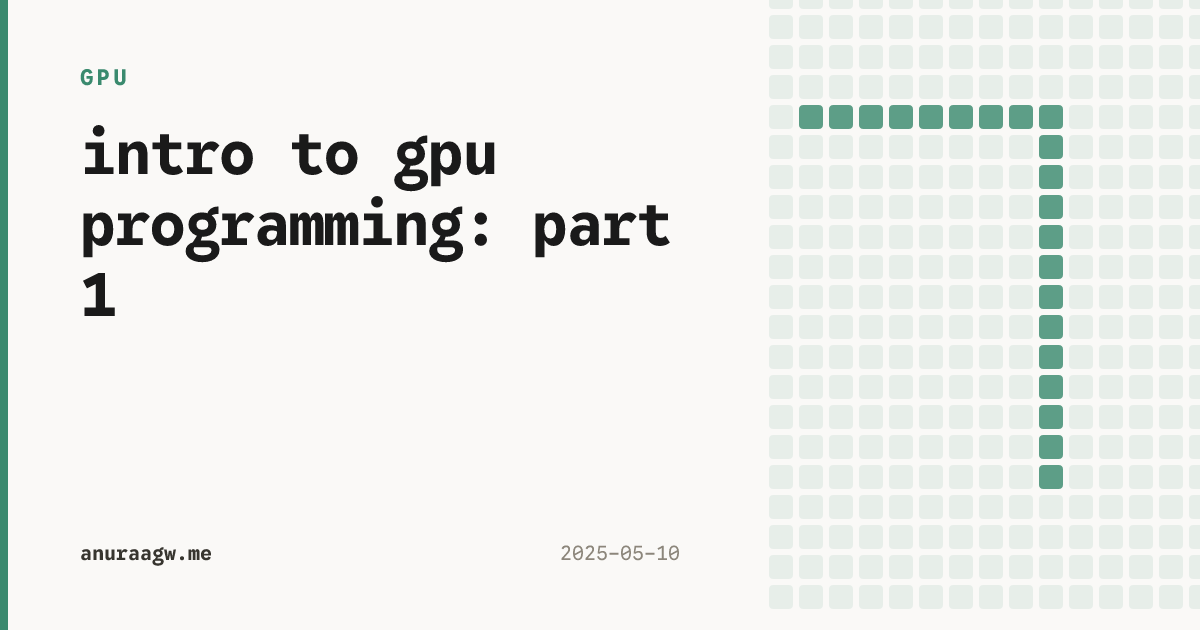 GPU
intro to gpu
programming: part
1
anuraagw.me
2025-05-10